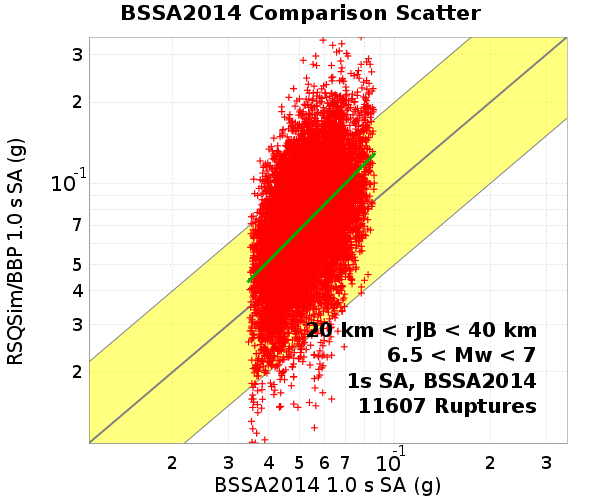 BSSA2014 Comparison Scatter
RSQSim/BBP 1.0 s SA (g)
3
2
10-1
7
5
4
3
2
20 km < rJB < 40 km
6.5 < Mw < 7
1s SA, BSSA2014
11607 Ruptures
2 3 4 5 6 7 10-1 2 3
BSSA2014 1.0 s SA (g)